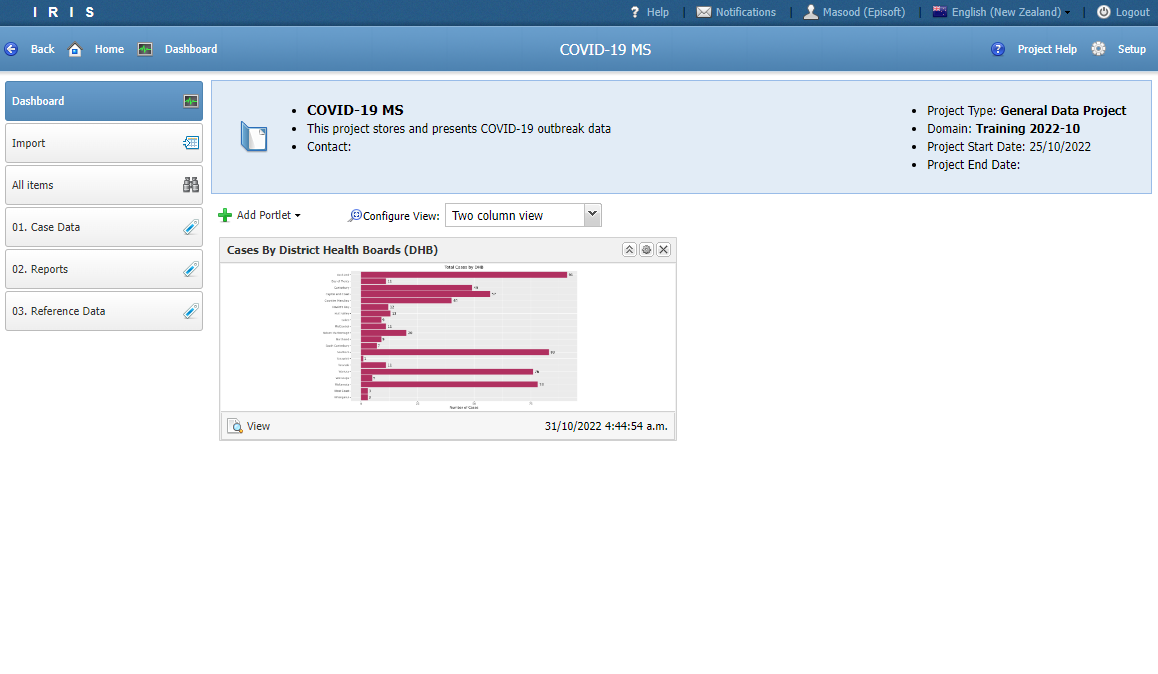 I R I S
Help
Notifications
Masood (Episoft)
English (New Zealand)
Logout
Back
Home
Dashboard
COVID-19 MS
Project Help
Setup
Dashboard
Import
All items
01. Case Data
02. Reports
03. Reference Data
COVID-19 MS
This project stores and presents COVID-19 outbreak data
Contact:
Project Type: General Data Project
Domain: Training 2022-10
Project Start Date: 25/10/2022
Project End Date:
Add Portlet
Configure View:
Two column view
Cases By District Health Boards (DHB)
Total Cases by DHB
Number of Cases
View
31/10/2022 4:44:54 a.m.